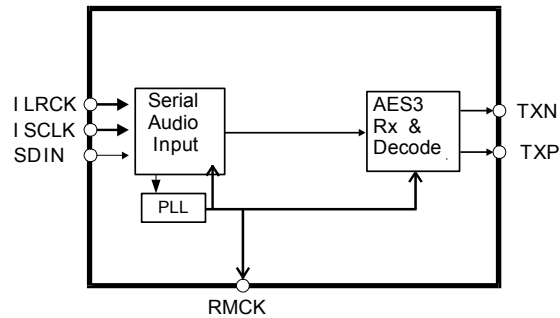 ILRCK
ISCLK
SDIN
Serial
Audio
Input
PLL
AES3
Rx &
Decode
TXN
TXP
RMCK